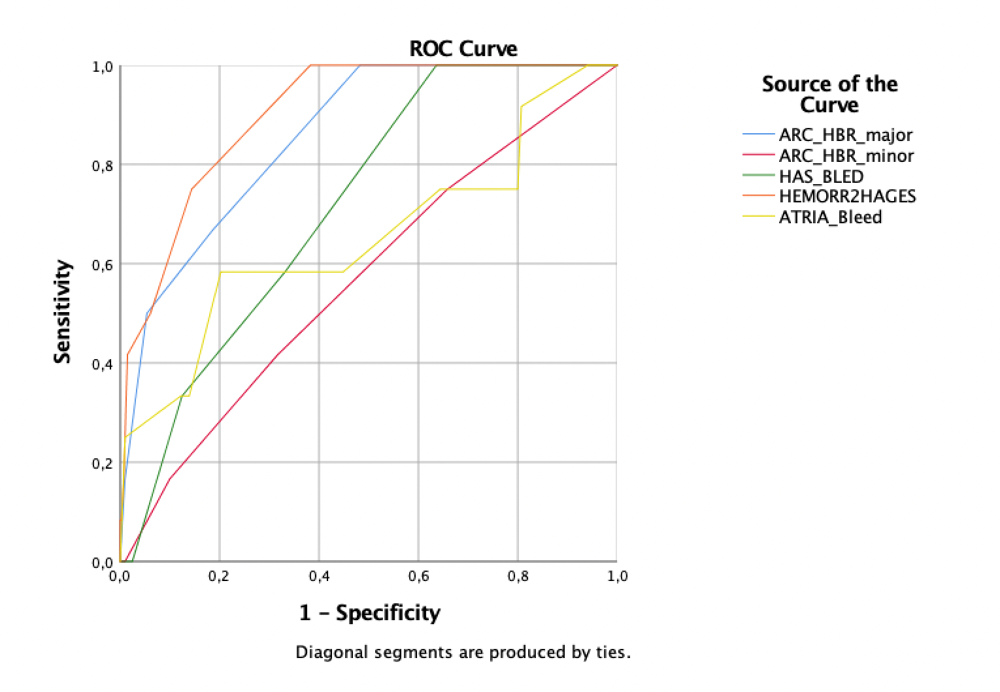 ROC Curve
1,0
0,8
0,6
0,4
0,2
0,0
Sensitivity
0,0 0,2 0,4 0,6 0,8 1,0
1 – Specificity
Diagonal segments are produced by ties.
Source of the
Curve
ARC_HBR_major
ARC_HBR_minor
HAS_BLED
HEMORR2HAGES
ATRIA_Bleed